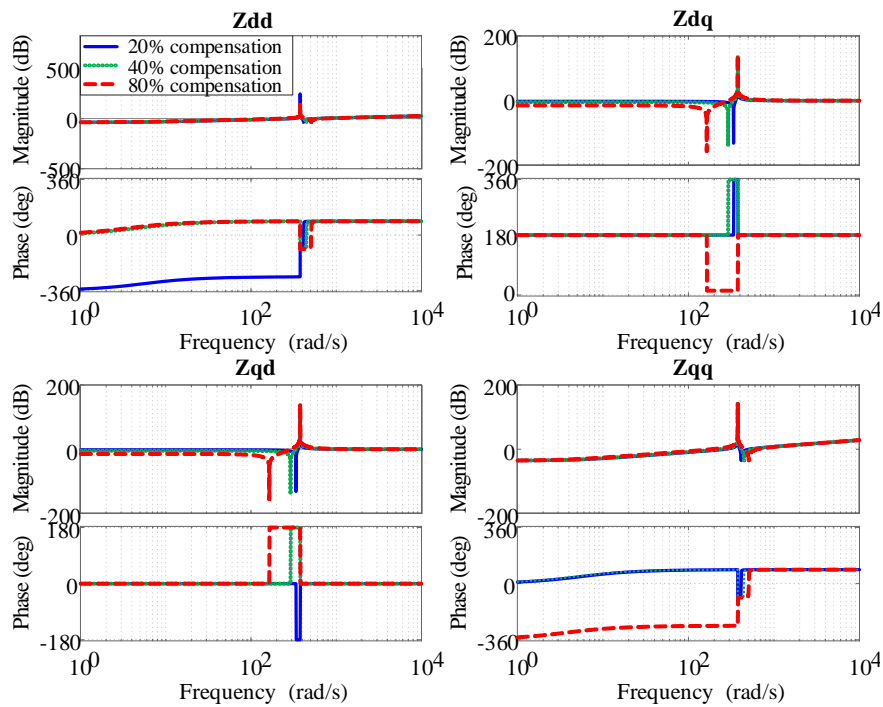 Zdd
Magnitude (dB)
500
0
-500
20% compensation
40% compensation
80% compensation
Phase (deg)
360
0
-360
10^0 10^2 10^4
Frequency (rad/s)
Zdq
Magnitude (dB)
200
0
-200
Phase (deg)
360
180
0
10^0 10^2 10^4
Frequency (rad/s)
Zqd
Magnitude (dB)
200
0
-200
Phase (deg)
180
0
-180
10^0 10^2 10^4
Frequency (rad/s)
Zqq
Magnitude (dB)
200
0
-200
Phase (deg)
360
0
-360
10^0 10^2 10^4
Frequency (rad/s)